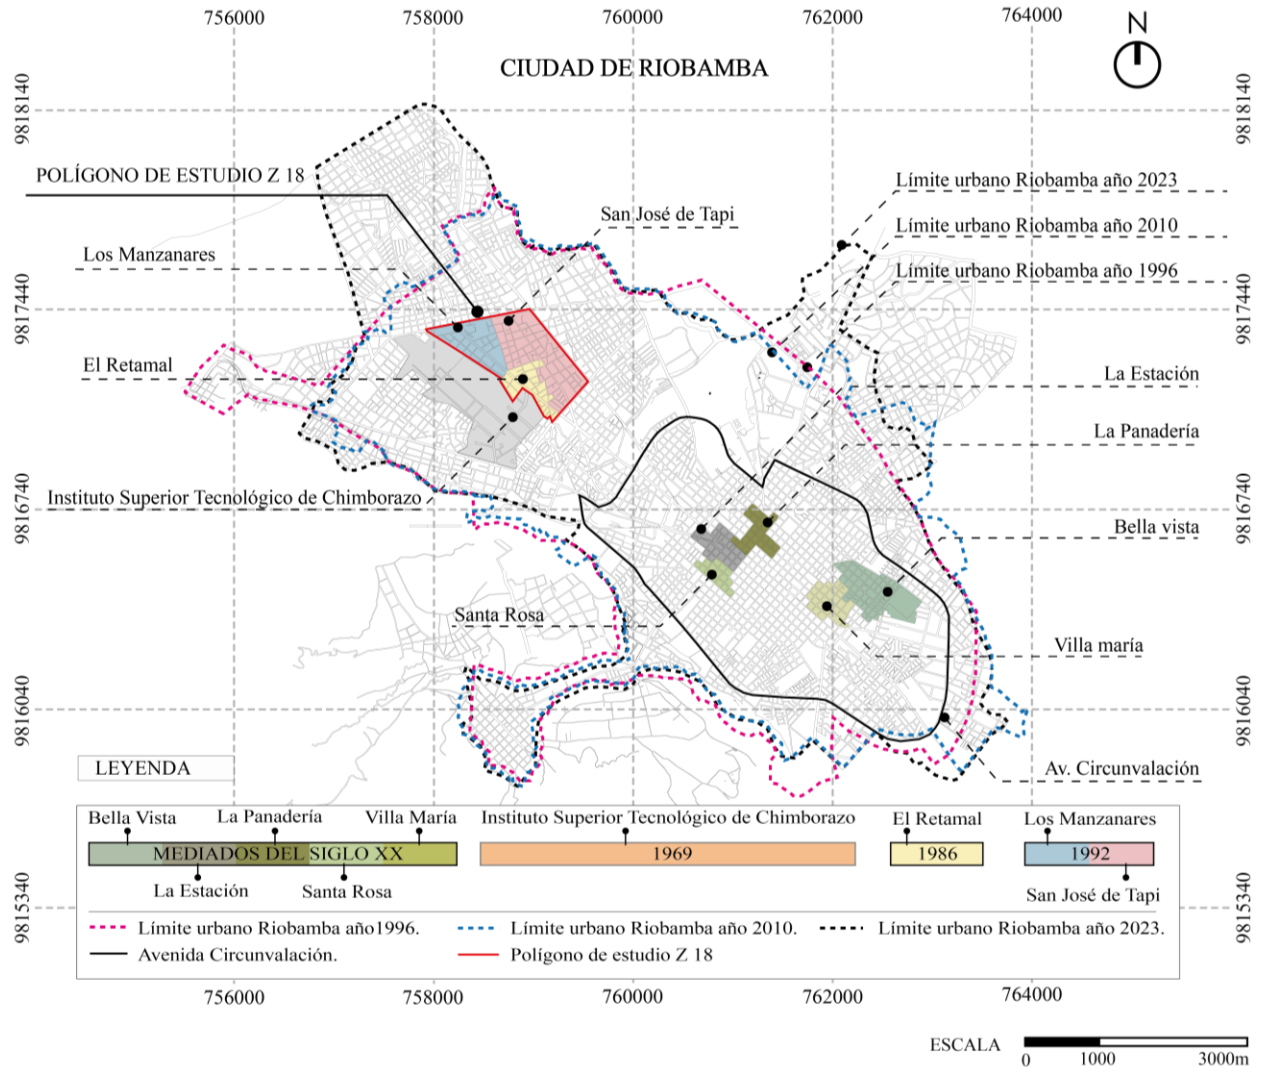 756000 758000 760000 762000 764000
N
CIUDAD DE RIOBAMBA
9818140 9818140
POLÍGONO DE ESTUDIO Z 18
Límite urbano Riobamba año 2023
San José de Tapi
Límite urbano Riobamba año 2010
Los Manzanares
Límite urbano Riobamba año 1996
9817440 9817440
El Retamal
La Estación
La Panadería
Instituto Superior Tecnológico de Chimborazo
9816740 9816740
Bella vista
Santa Rosa
Villa maría
9816040 9816040
Av. Circunvalación
LEYENDA
Bella Vista La Panadería Villa María Instituto Superior Tecnológico de Chimborazo El Retamal Los Manzanares
MEDIADOS DEL SIGLO XX 1969 1986 1992
La Estación Santa Rosa San José de Tapi
9815340 9815340
Límite urbano Riobamba año1996. Límite urbano Riobamba año 2010. Límite urbano Riobamba año 2023.
Avenida Circunvalación. Polígono de estudio Z 18
756000 758000 760000 762000 764000
ESCALA
0 1000 3000m